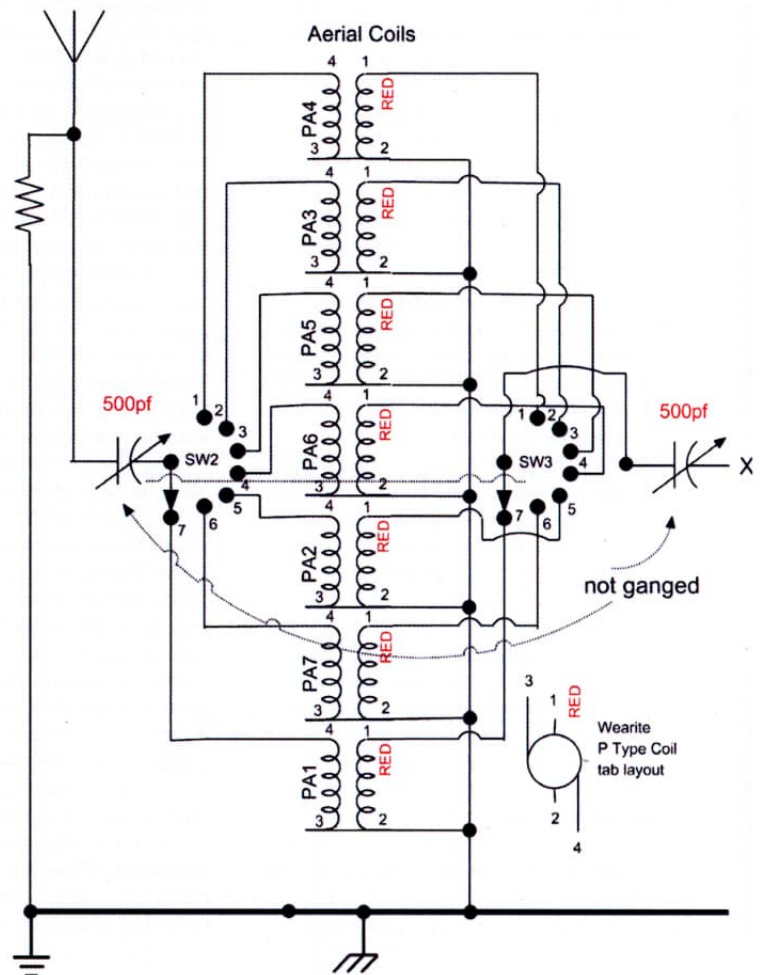 Aerial Coils
4 1
PA4
RED
3 2
4 1
PA3
RED
3 2
4 1
PA5
RED
3 2
500pf
1
2
3
SW2
4
5
6
7
4 1
PA6
RED
3 2
1
2
3
SW3
4
5
6
7
500pf
X
4 1
PA2
RED
3 2
not ganged
4 1
PA7
RED
3 2
4 1
PA1
RED
3 2
3
1
RED
Wearite
P Type Coil
tab layout
2
4